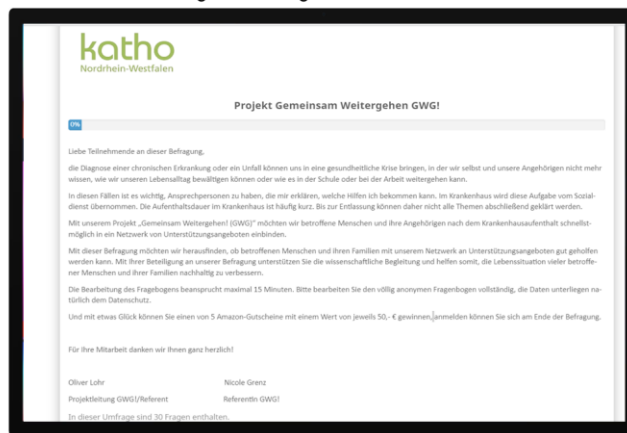 katho
Nordrhein-Westfalen
Projekt Gemeinsam Weitergehen GWG!
0%
Liebe Teilnehmende an dieser Befragung,
die Diagnose einer chronischen Erkrankung oder ein Unfall können uns in eine gesundheitliche Krise bringen, in der wir selbst und unsere Angehörigen nicht mehr
wissen, wie wir unseren Lebensalltag bewältigen können oder wie es in der Schule oder bei der Arbeit weitergehen kann.
In diesen Fällen ist es wichtig, Ansprechpersonen zu haben, die mir erklären, welche Hilfen ich bekommen kann. Im Krankenhaus wird diese Aufgabe vom Sozial-
dienst übernommen. Die Aufenthaltsdauer im Krankenhaus ist häufig kurz. Bis zur Entlassung können daher nicht alle Themen abschließend geklärt werden.
Mit unserem Projekt „Gemeinsam Weitergehen! (GWG)" möchten wir betroffene Menschen und ihre Angehörigen nach dem Krankenhausaufenthalt schnellst-
möglich in ein Netzwerk von Unterstützungsangeboten einbinden.
Mit dieser Befragung möchten wir herausfinden, ob betroffenen Menschen und ihren Familien mit unserem Netzwerk an Unterstützungsangeboten gut geholfen
werden kann. Mit Ihrer Beteiligung an unserer Befragung unterstützen Sie die wissenschaftliche Begleitung und helfen somit, die Lebenssituation vieler betroffe-
ner Menschen und ihrer Familien nachhaltig zu verbessern.
Die Bearbeitung des Fragebogens beansprucht maximal 15 Minuten. Bitte bearbeiten Sie den völlig anonymen Fragenbogen vollständig, die Daten unterliegen na-
türlich dem Datenschutz.
Und mit etwas Glück können Sie einen von 5 Amazon-Gutscheine mit einem Wert von jeweils 50,- € gewinnen, anmelden können Sie sich am Ende der Befragung.
Für Ihre Mitarbeit danken wir Ihnen ganz herzlich!
Oliver Lohr Nicole Grenz
Projektleitung GWG!/Referent Referentin GWG!
In dieser Umfrage sind 30 Fragen enthalten.